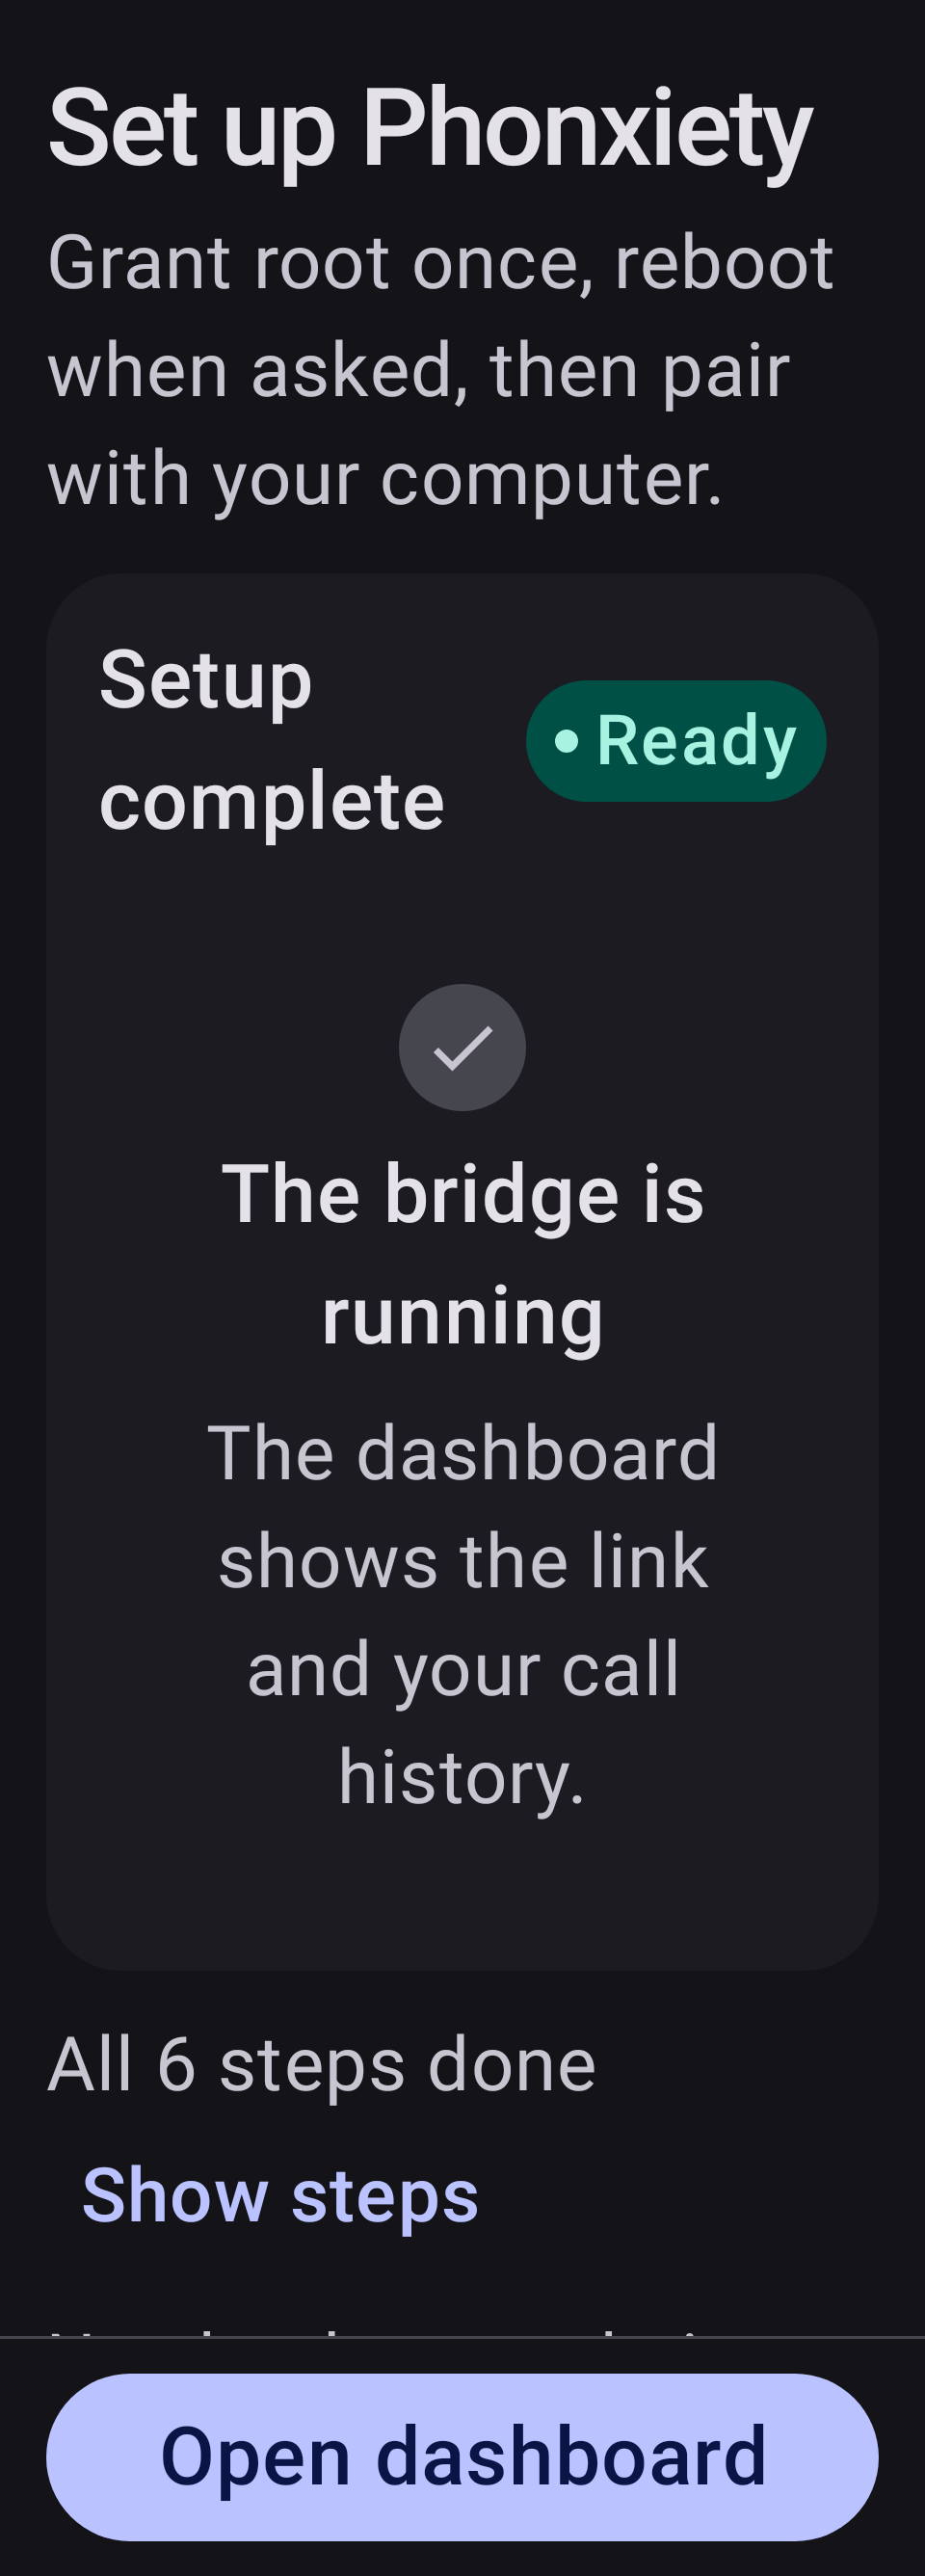 Set up Phonxiety
Grant root once, reboot
when asked, then pair
with your computer.
Setup
complete
Ready
The bridge is
running
The dashboard
shows the link
and your call
history.
All 6 steps done
Show steps
Open dashboard